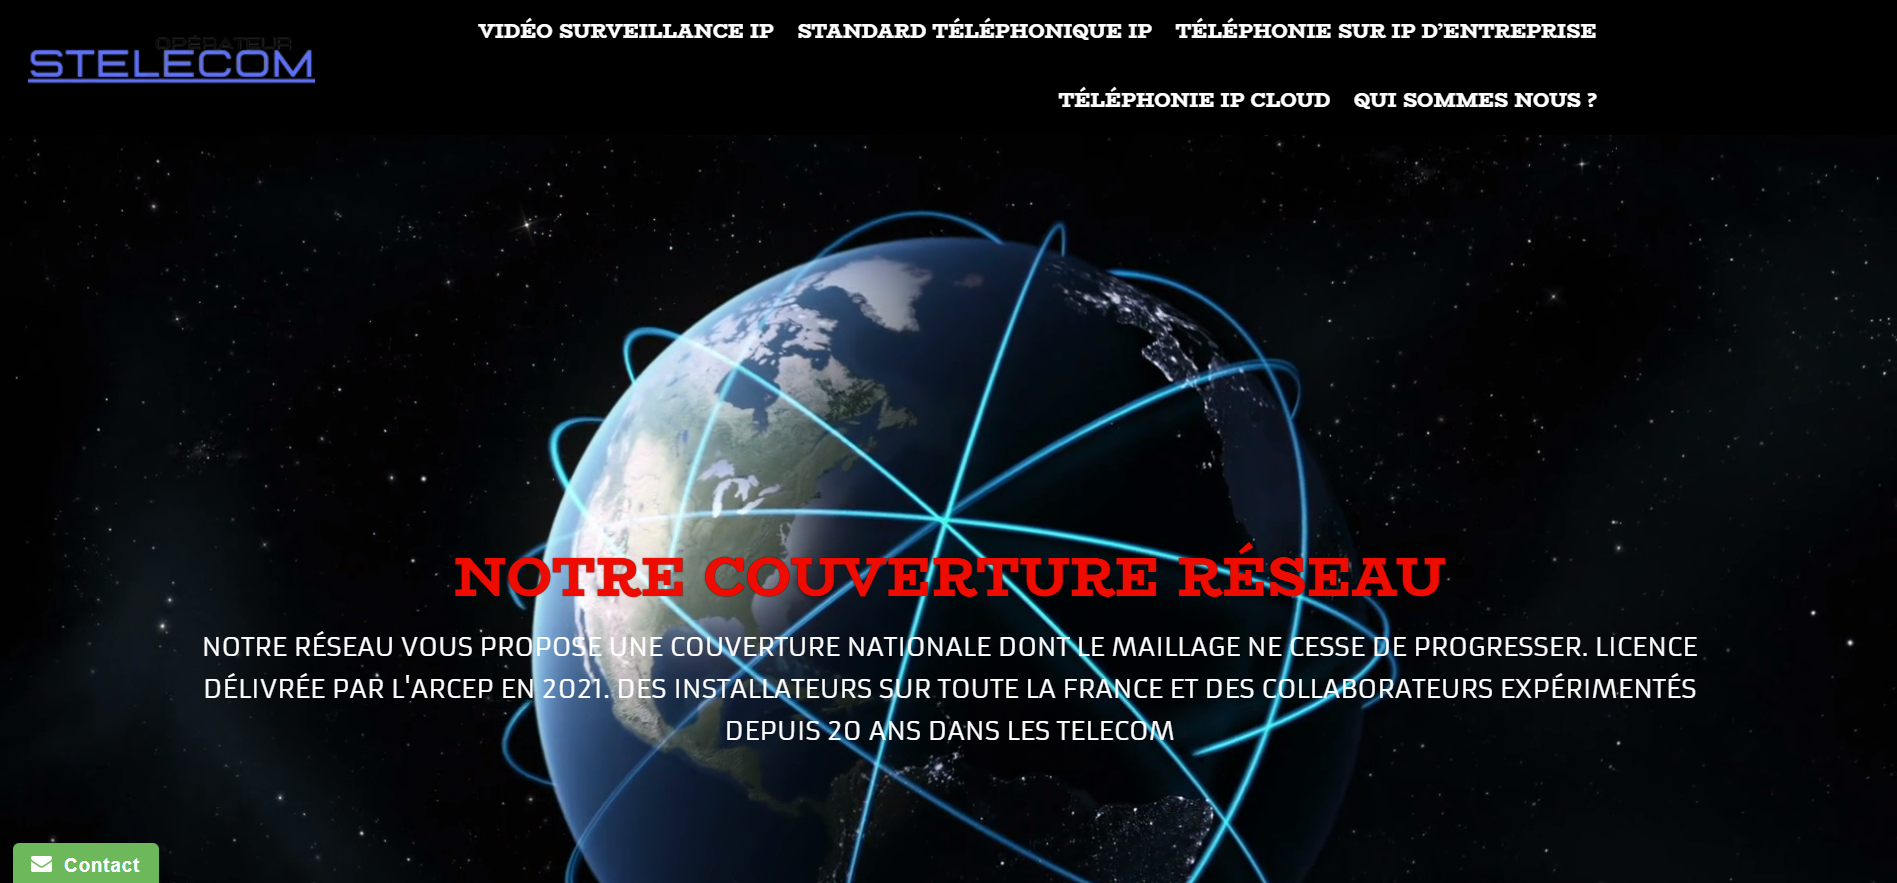 OPÉRATEUR
STELECOM
VIDÉO SURVEILLANCE IP STANDARD TÉLÉPHONIQUE IP TÉLÉPHONIE SUR IP D’ENTREPRISE
TÉLÉPHONIE IP CLOUD QUI SOMMES NOUS ?
NOTRE COUVERTURE RÉSEAU
NOTRE RÉSEAU VOUS PROPOSE UNE COUVERTURE NATIONALE DONT LE MAILLAGE NE CESSE DE PROGRESSER. LICENCE
DÉLIVRÉE PAR L'ARCEP EN 2021. DES INSTALLATEURS SUR TOUTE LA FRANCE ET DES COLLABORATEURS EXPÉRIMENTÉS
DEPUIS 20 ANS DANS LES TELECOM
Contact